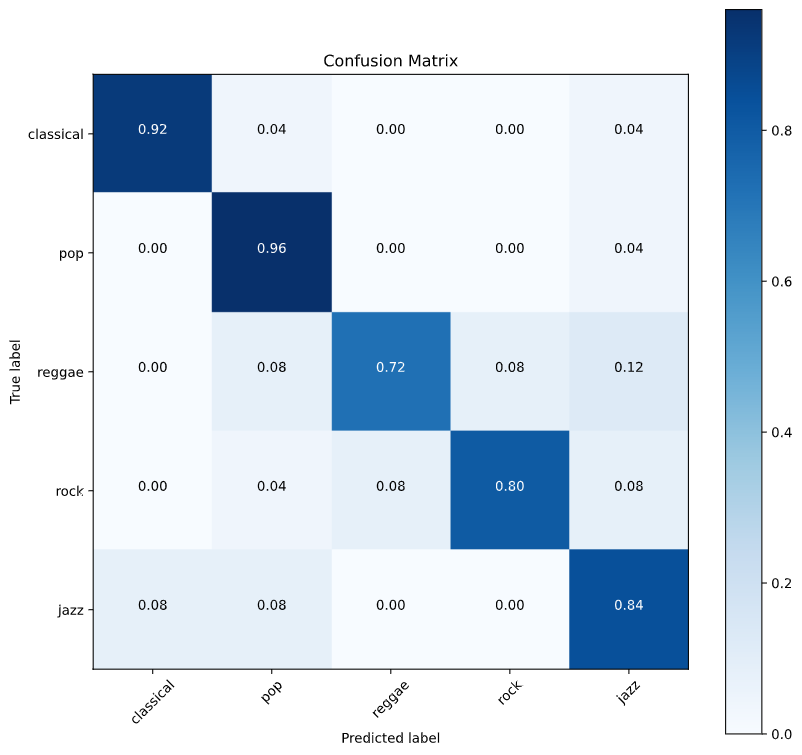 Confusion Matrix
classical 0.92 0.04 0.00 0.00 0.04
pop 0.00 0.96 0.00 0.00 0.04
reggae 0.00 0.08 0.72 0.08 0.12
rock 0.00 0.04 0.08 0.80 0.08
jazz 0.08 0.08 0.00 0.00 0.84
classical pop reggae rock jazz
True label
Predicted label
0.8
0.6
0.4
0.2
0.0